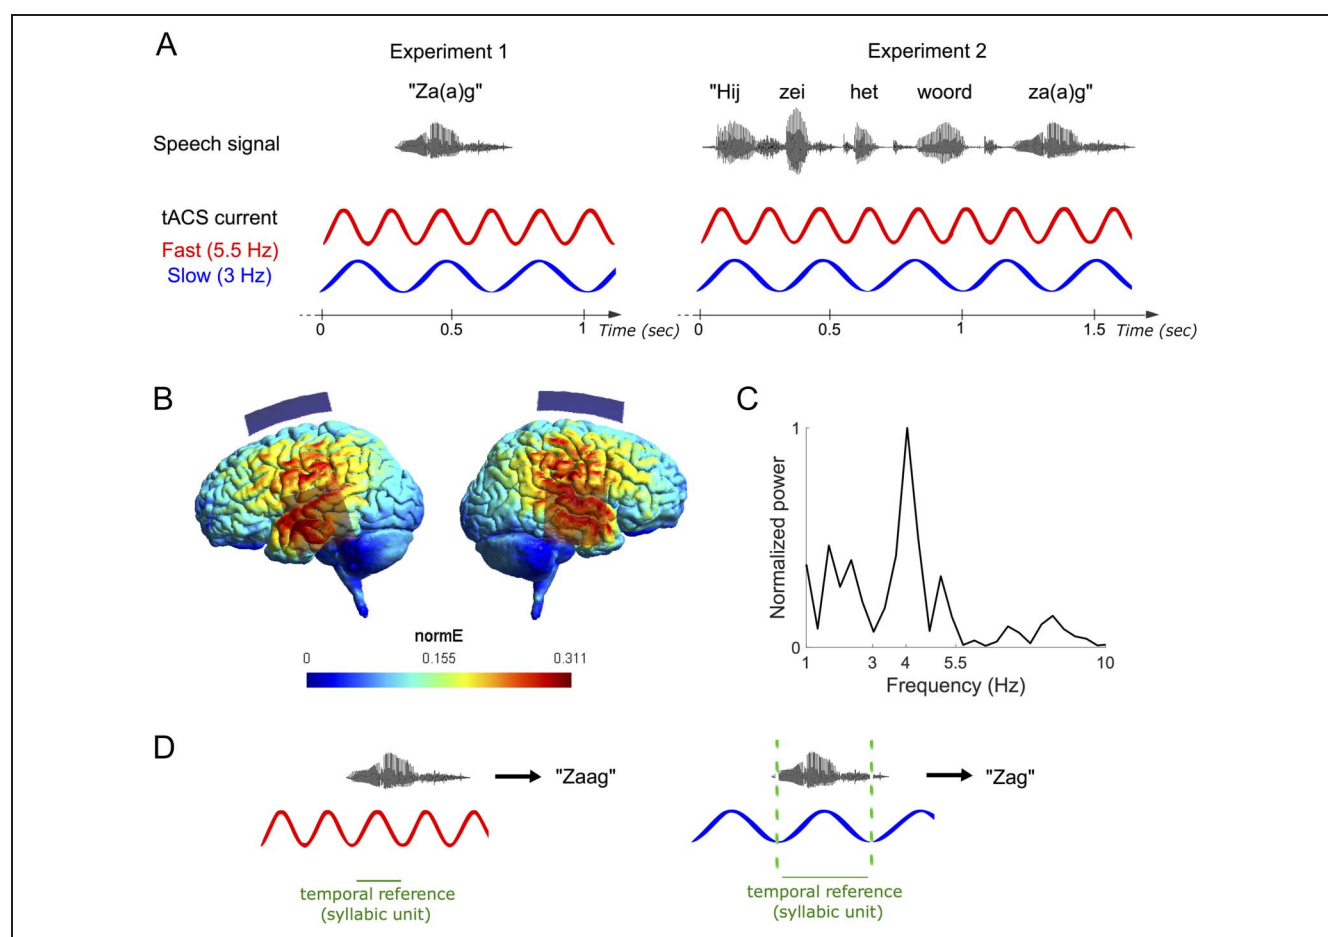 A
Experiment 1
Experiment 2
"Za(a)g"
"Hij zei het woord za(a)g"
Speech signal
tACS current
Fast (5.5 Hz)
Slow (3 Hz)
0 0.5 1 Time (sec)
0 0.5 1 1.5 Time (sec)
B
normE
0 0.155 0.311
C
Normalized power
1
0
1 3 4 5.5 10
Frequency (Hz)
D
"Zaag"
"Zag"
temporal reference
(syllabic unit)
temporal reference
(syllabic unit)